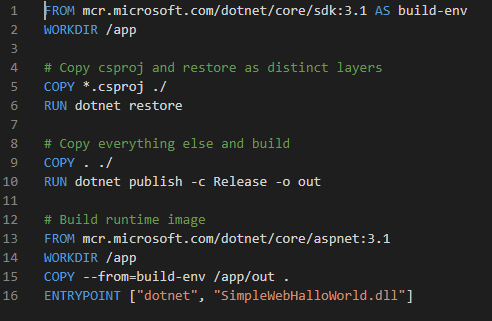 1 FROM mcr.microsoft.com/dotnet/core/sdk:3.1 AS build-env
2 WORKDIR /app
3
4 # Copy csproj and restore as distinct layers
5 COPY *.csproj ./
6 RUN dotnet restore
7
8 # Copy everything else and build
9 COPY . ./
10 RUN dotnet publish -c Release -o out
11
12 # Build runtime image
13 FROM mcr.microsoft.com/dotnet/core/aspnet:3.1
14 WORKDIR /app
15 COPY --from=build-env /app/out .
16 ENTRYPOINT ["dotnet", "SimpleWebHalloWorld.dll"]